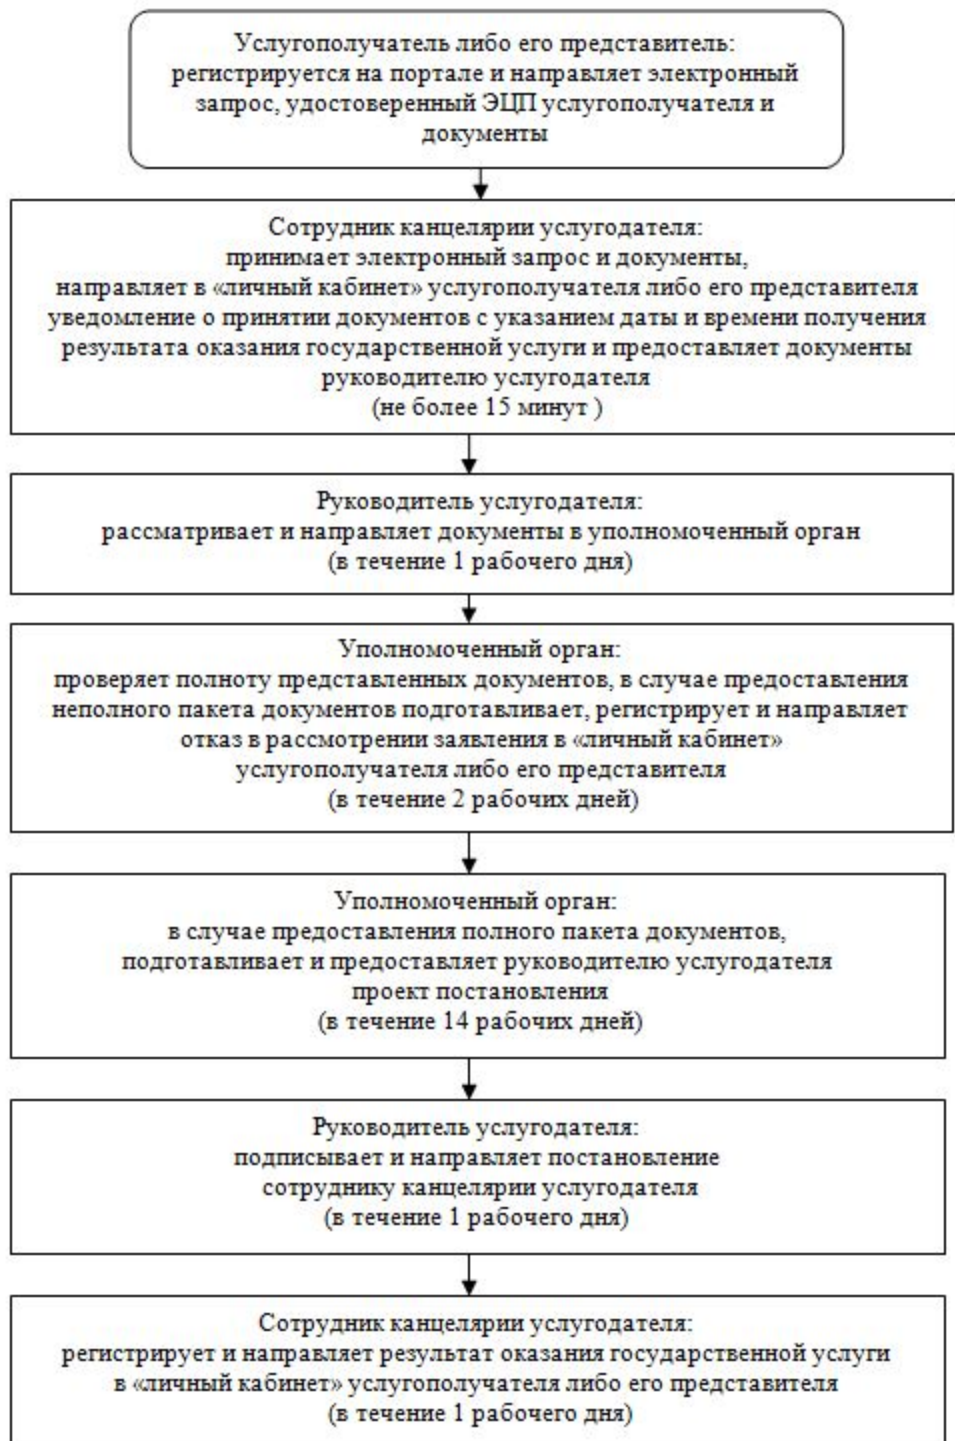 Услугополучатель либо его представитель:
регистрируется на портале и направляет электронный
запрос, удостоверенный ЭЦП услугополучателя и
документы
Сотрудник канцелярии услугодателя:
принимает электронный запрос и документы,
направляет в «личный кабинет» услугополучателя либо его представителя
уведомление о принятии документов с указанием даты и времени получения
результата оказания государственной услуги и предоставляет документы
руководителю услугодателя
(не более 15 минут )
Руководитель услугодателя:
рассматривает и направляет документы в уполномоченный орган
(в течение 1 рабочего дня)
Уполномоченный орган:
проверяет полноту представленных документов, в случае предоставления
неполного пакета документов подготавливает, регистрирует и направляет
отказ в рассмотрении заявления в «личный кабинет»
услугополучателя либо его представителя
(в течение 2 рабочих дней)
Уполномоченный орган:
в случае предоставления полного пакета документов,
подготавливает и предоставляет руководителю услугодателя
проект постановления
(в течение 14 рабочих дней)
Руководитель услугодателя:
подписывает и направляет постановление
сотруднику канцелярии услугодателя
(в течение 1 рабочего дня)
Сотрудник канцелярии услугодателя:
регистрирует и направляет результат оказания государственной услуги
в «личный кабинет» услугополучателя либо его представителя
(в течение 1 рабочего дня)